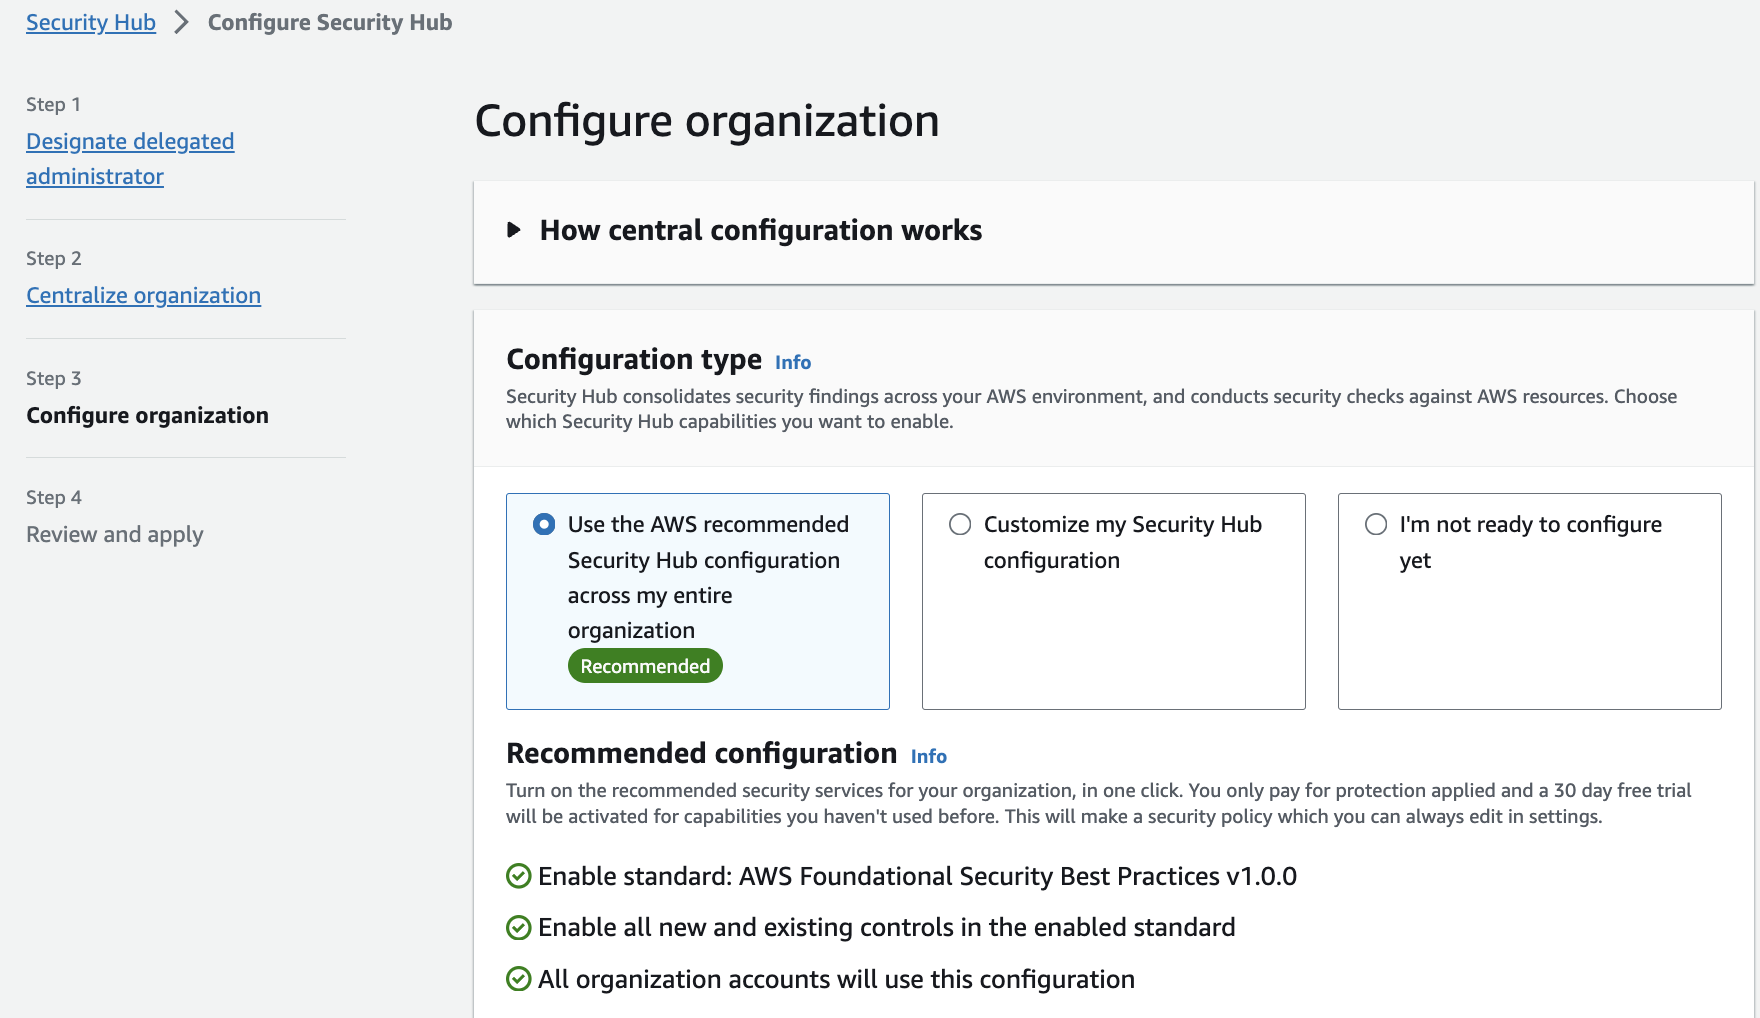 Security Hub > Configure Security Hub
Step 1
Designate delegated
administrator
Step 2
Centralize organization
Step 3
Configure organization
Step 4
Review and apply
Configure organization
How central configuration works
Configuration type Info
Security Hub consolidates security findings across your AWS environment, and conducts security checks against AWS resources. Choose
which Security Hub capabilities you want to enable.
Use the AWS recommended
Security Hub configuration
across my entire
organization
Recommended
Customize my Security Hub
configuration
I'm not ready to configure
yet
Recommended configuration Info
Turn on the recommended security services for your organization, in one click. You only pay for protection applied and a 30 day free trial
will be activated for capabilities you haven't used before. This will make a security policy which you can always edit in settings.
Enable standard: AWS Foundational Security Best Practices v1.0.0
Enable all new and existing controls in the enabled standard
All organization accounts will use this configuration